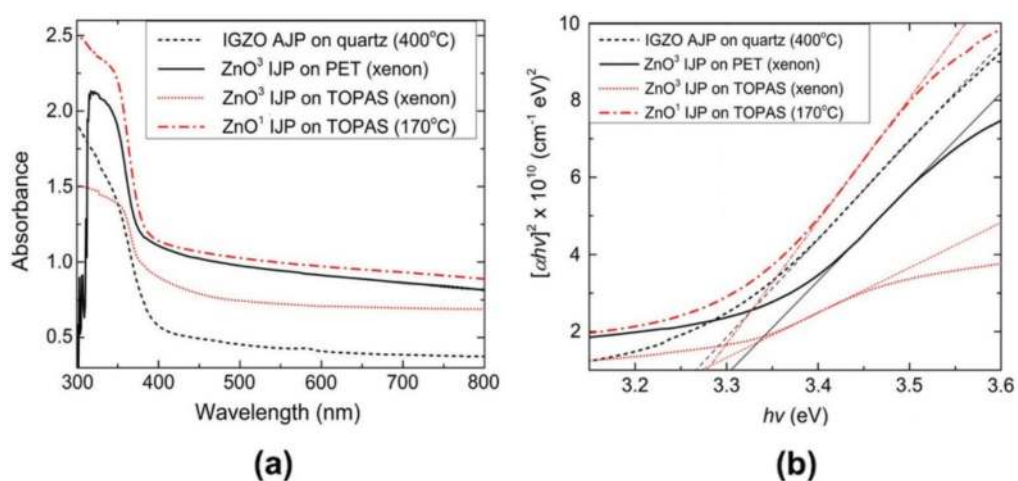 2.5
2.0
1.5
1.0
0.5
Absorbance
IGZO AJP on quartz (400°C)
ZnO³ IJP on PET (xenon)
ZnO³ IJP on TOPAS (xenon)
ZnO¹ IJP on TOPAS (170°C)
300 400 500 600 700 800
Wavelength (nm)
(a)
10
8
6
4
2
[αhν]² x 10¹⁰ (cm⁻¹ eV)²
IGZO AJP on quartz (400°C)
ZnO³ IJP on PET (xenon)
ZnO³ IJP on TOPAS (xenon)
ZnO¹ IJP on TOPAS (170°C)
3.2 3.3 3.4 3.5 3.6
hν (eV)
(b)